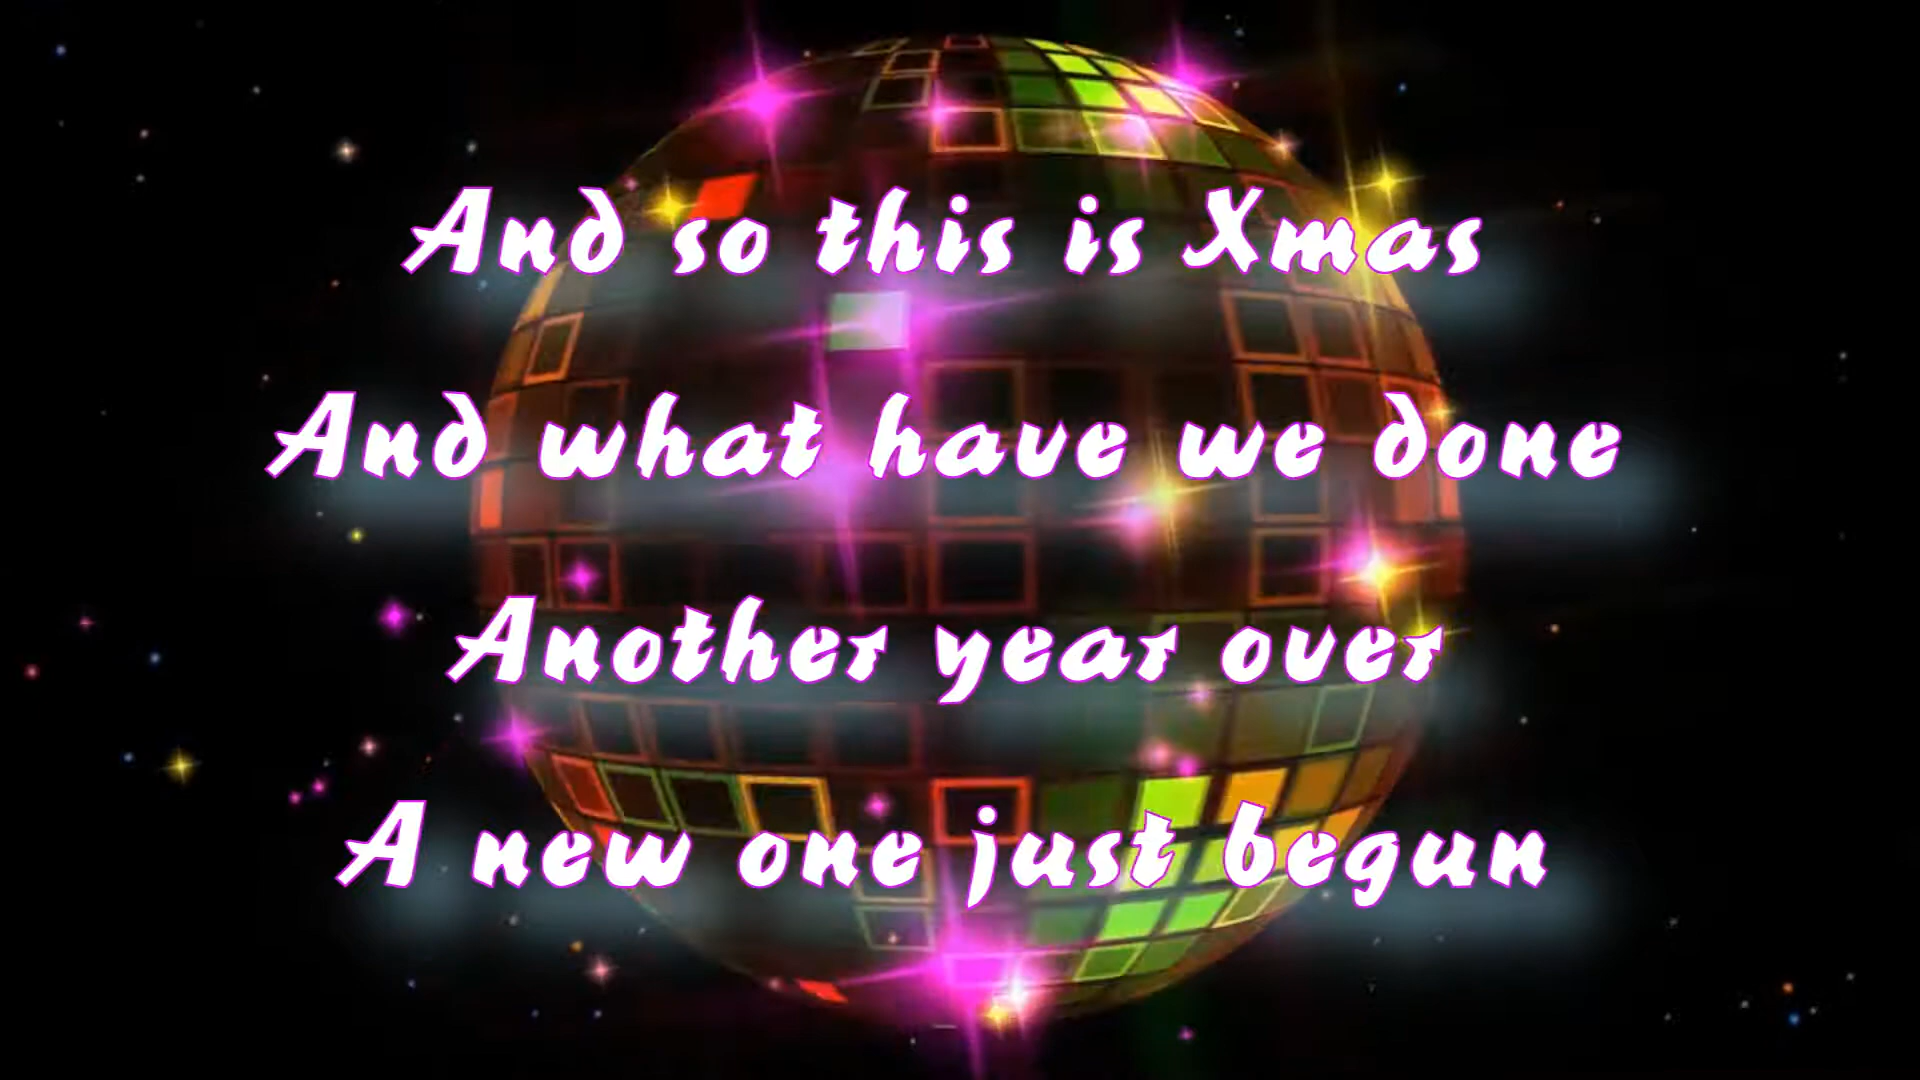 And so this is Xmas
And what have we done
Another year over
A new one just begun